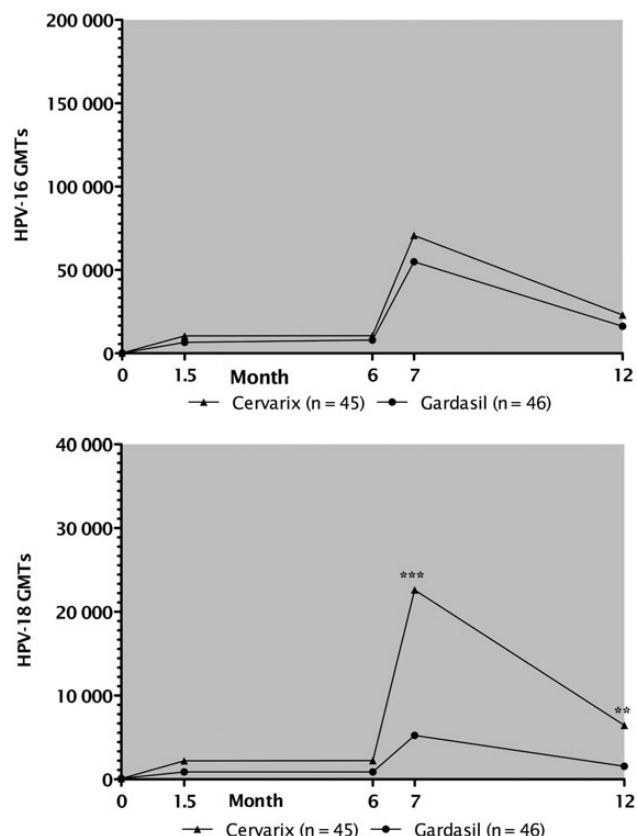 HPV-16 GMTs
200 000
150 000
100 000
50 000
0
0 1.5 Month 6 7 12
Cervarix (n = 45) Gardasil (n = 46)
HPV-18 GMTs
40 000
30 000
20 000
10 000
0
***
**
0 1.5 Month 6 7 12
Cervarix (n = 45) Gardasil (n = 46)